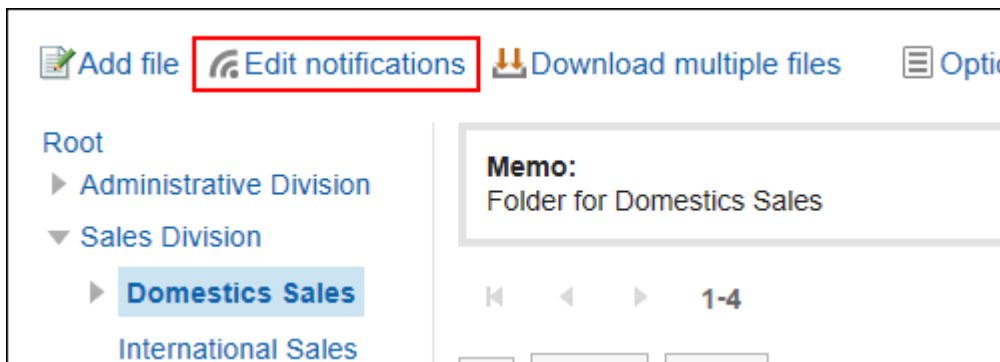 Add file Edit notifications Download multiple files
Root
Administrative Division
Sales Division
Domestics Sales
International Sales
Memo:
Folder for Domestics Sales
1-4